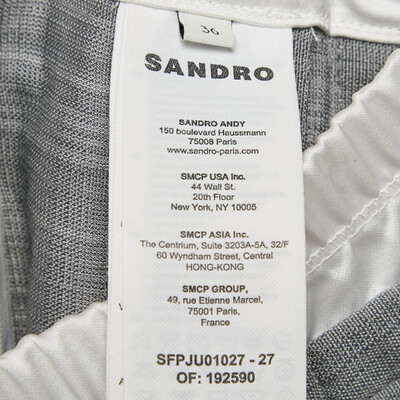 36
SANDRO
SANDRO ANDY
150 boulevard Haussmann
75008 Paris
www.sandro-paris.com
SMCP USA Inc.
44 Wall St.
20th Floor
New York, NY 10005
SMCP ASIA Inc.
The Centrium, Suite 3203A-5A, 32/F
60 Wyndham Street, Central
HONG-KONG
SMCP GROUP,
49, rue Etienne Marcel,
75001 Paris,
France
SFPJU01027 - 27
OF: 192590